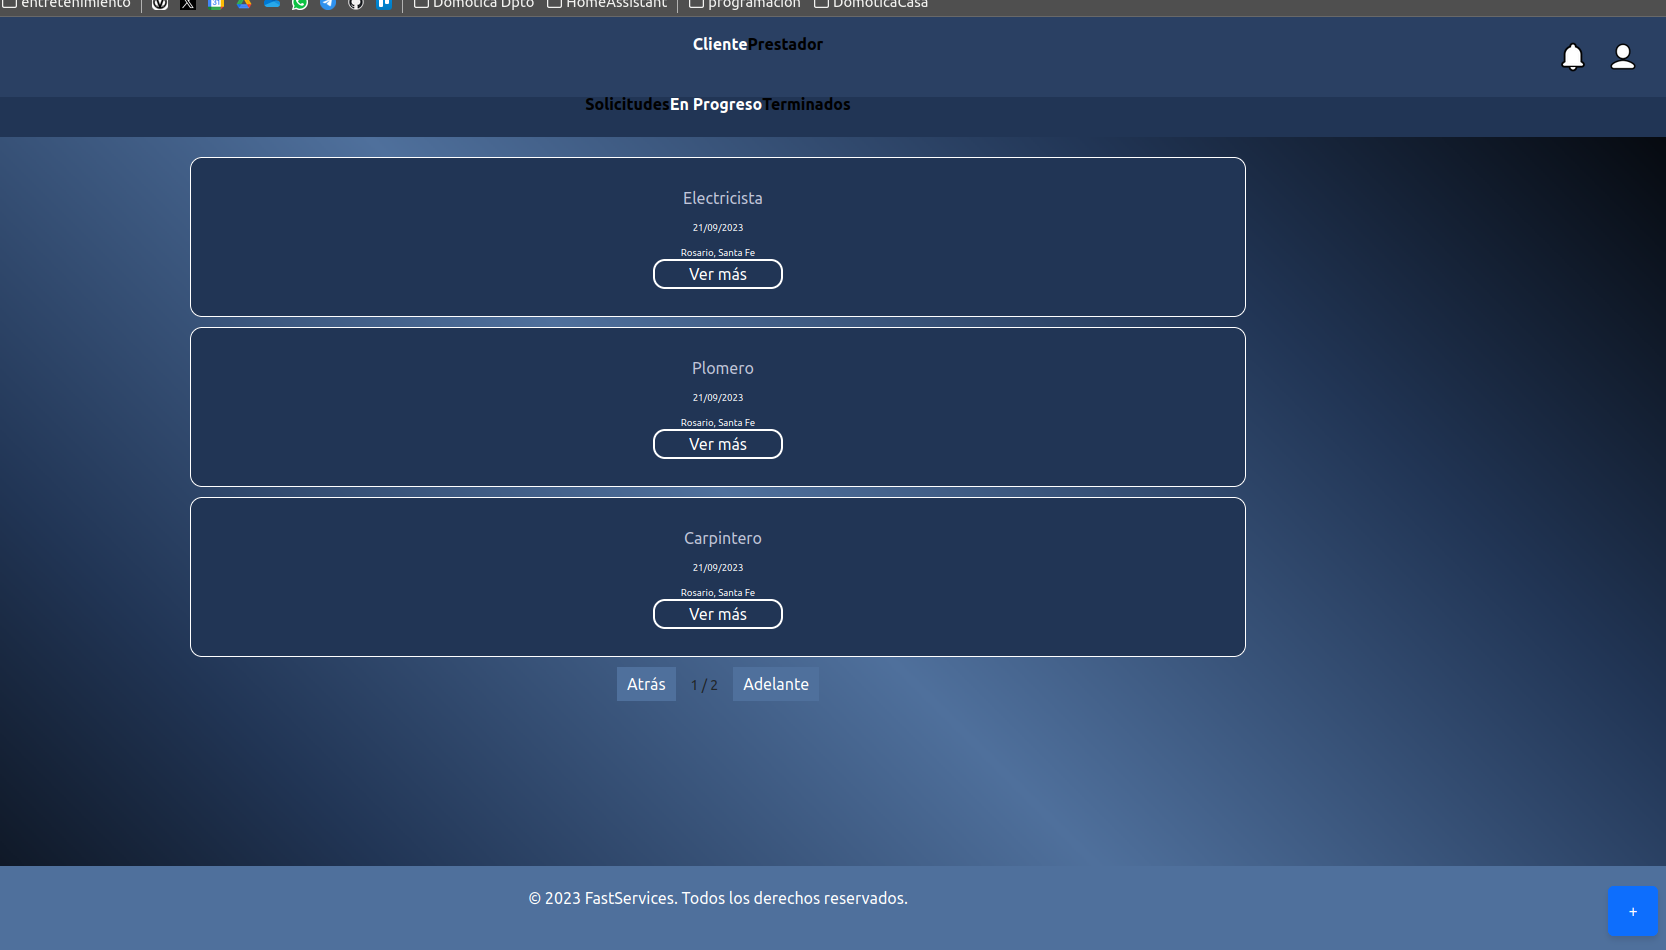 entretenimiento Domotica Dpto HomeAssistant programacion DomoticaCasa
ClientePrestador
SolicitudesEn ProgresoTerminados
Electricista
21/09/2023
Rosario, Santa Fe
Ver más
Plomero
21/09/2023
Rosario, Santa Fe
Ver más
Carpintero
21/09/2023
Rosario, Santa Fe
Ver más
Atrás 1 / 2 Adelante
© 2023 FastServices. Todos los derechos reservados.
+